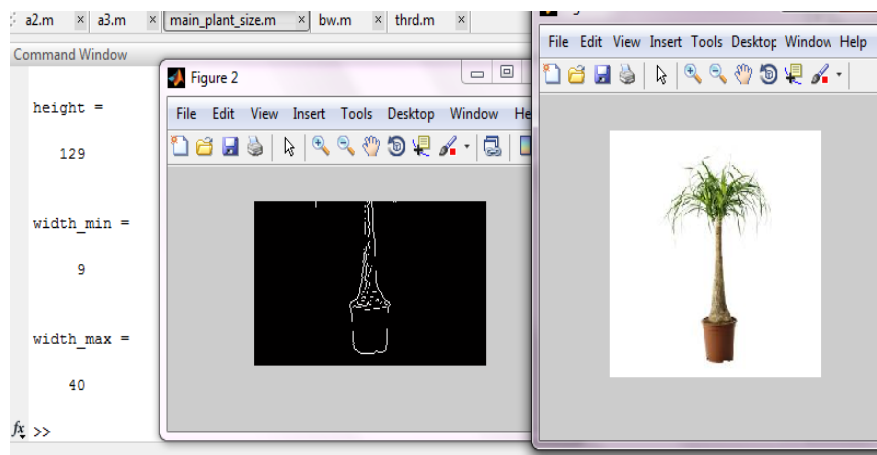 a2.m × a3.m × main_plant_size.m × bw.m × thrd.m ×
Command Window
height =
129
width_min =
9
width_max =
40
fx >>
Figure 2
File Edit View Insert Tools Desktop Window He
File Edit View Insert Tools Desktop Window Help